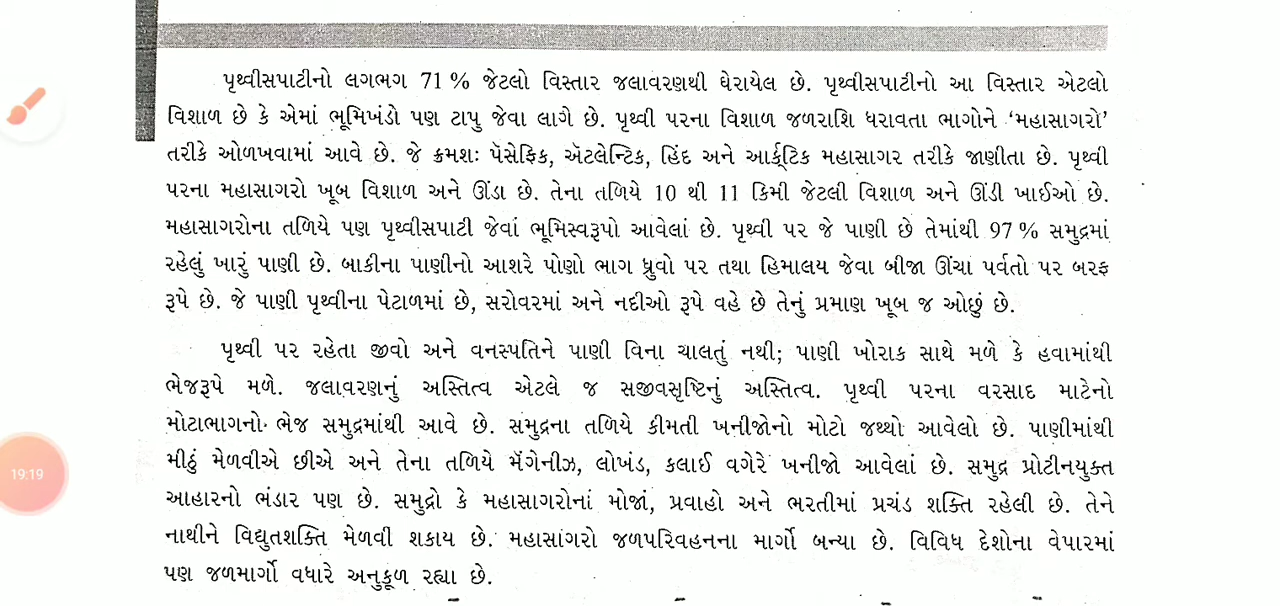 પૃથ્વીસપાટીનો લગભગ 71 % જેટલો વિસ્તાર જલાવરણથી ઘેરાયેલ છે. પૃથ્વીસપાટીનો આ વિસ્તાર એટલો
વિશાળ છે કે એમાં ભૂમિખંડો પણ ટાપુ જેવા લાગે છે. પૃથ્વી પરના વિશાળ જળરાશિ ધરાવતા ભાગોને ‘મહાસાગરો’
તરીકે ઓળખવામાં આવે છે. જે ક્રમશઃ પૅસેફિક, ઍટલેન્ટિક, હિંદ અને આર્ક્ટિક મહાસાગર તરીકે જાણીતા છે. પૃથ્વી
પરના મહાસાગરો ખૂબ વિશાળ અને ઊંડા છે. તેના તળિયે 10 થી 11 કિમી જેટલી વિશાળ અને ઊંડી ખાઈઓ છે.
મહાસાગરોના તળિયે પણ પૃથ્વીસપાટી જેવાં ભૂમિસ્વરૂપો આવેલાં છે. પૃથ્વી પર જે પાણી છે તેમાંથી 97 % સમુદ્રમાં
રહેલું ખારું પાણી છે. બાકીના પાણીનો આશરે પોણો ભાગ ધ્રુવો પર તથા હિમાલય જેવા બીજા ઊંચા પર્વતો પર બરફ
રૂપે છે. જે પાણી પૃથ્વીના પેટાળમાં છે, સરોવરમાં અને નદીઓ રૂપે વહે છે તેનું પ્રમાણ ખૂબ જ ઓછું છે.
પૃથ્વી પર રહેતા જીવો અને વનસ્પતિને પાણી વિના ચાલતું નથી; પાણી ખોરાક સાથે મળે કે હવામાંથી
ભેજરૂપે મળે. જલાવરણનું અસ્તિત્વ એટલે જ સજીવસૃષ્ટિનું અસ્તિત્વ. પૃથ્વી પરના વરસાદ માટેનો
મોટાભાગનો ભેજ સમુદ્રમાંથી આવે છે. સમુદ્રના તળિયે કીમતી ખનીજોનો મોટો જથ્થો આવેલો છે. પાણીમાંથી
મીઠું મેળવીએ છીએ અને તેના તળિયે મૅંગેનીઝ, લોખંડ, કલાઈ વગેરે ખનીજો આવેલાં છે. સમુદ્ર પ્રોટીનયુક્ત
આહારનો ભંડાર પણ છે. સમુદ્રો કે મહાસાગરોનાં મોજાં, પ્રવાહો અને ભરતીમાં પ્રચંડ શક્તિ રહેલી છે. તેને
નાથીને વિદ્યુતશક્તિ મેળવી શકાય છે. મહાસાગરો જળપરિવહનના માર્ગો બન્યા છે. વિવિધ દેશોના વેપારમાં
પણ જળમાર્ગો વધારે અનુકૂળ રહ્યા છે.
19:19